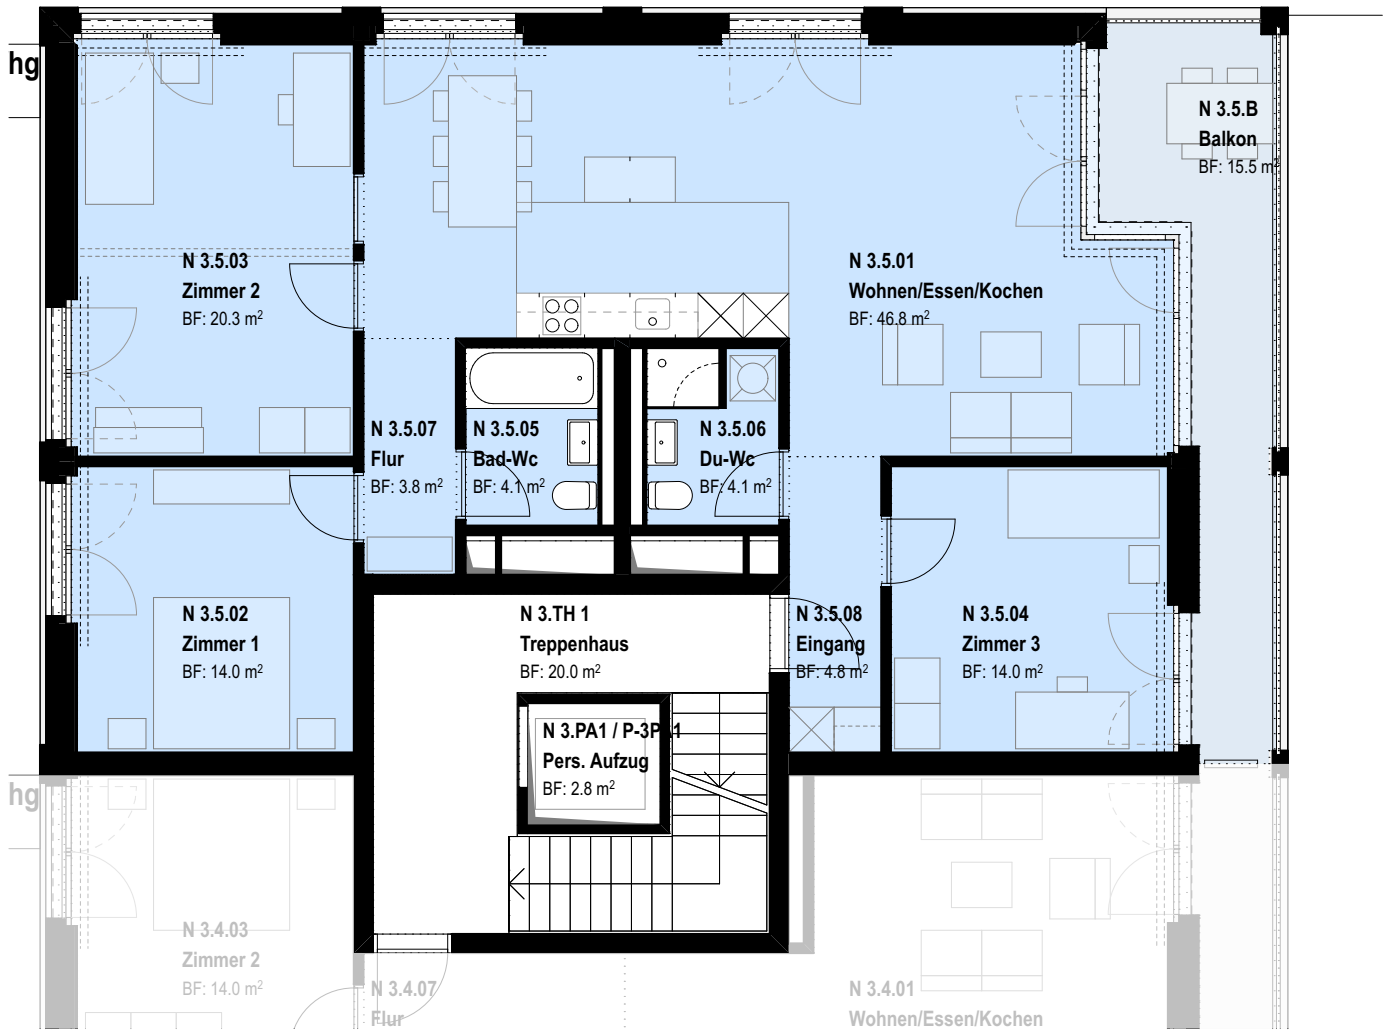 hg
N 3.5.B
Balkon
BF: 15.5 m²
N 3.5.03
Zimmer 2
BF: 20.3 m²
N 3.5.01
Wohnen/Essen/Kochen
BF: 46.8 m²
N 3.5.07
Flur
BF: 3.8 m²
N 3.5.05
Bad-Wc
BF: 4.1 m²
N 3.5.06
Du-Wc
BF: 4.1 m²
N 3.5.02
Zimmer 1
BF: 14.0 m²
N 3.TH 1
Treppenhaus
BF: 20.0 m²
N 3.5.08
Eingang
BF: 4.8 m²
N 3.5.04
Zimmer 3
BF: 14.0 m²
N 3.PA1 / P-3PA1
Pers. Aufzug
BF: 2.8 m²
hg
N 3.4.03
Zimmer 2
BF: 14.0 m²
N 3.4.07
Flur
N 3.4.01
Wohnen/Essen/Kochen